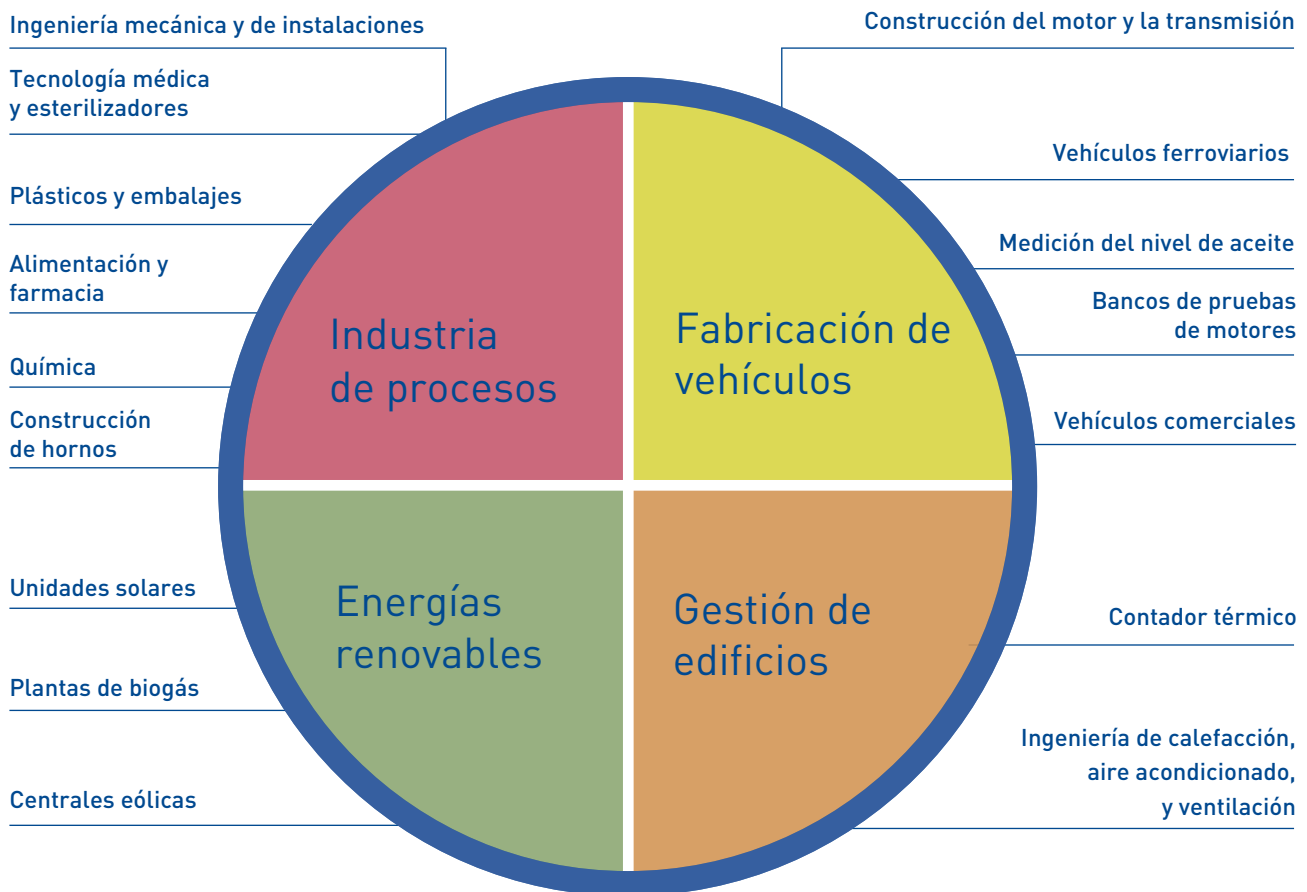 Ingeniería mecánica y de instalaciones
Tecnología médica
y esterilizadores
Plásticos y embalajes
Alimentación y
farmacia
Química
Construcción
de hornos
Unidades solares
Plantas de biogás
Centrales eólicas
Industria
de procesos
Fabricación de
vehículos
Energías
renovables
Gestión de
edificios
Construcción del motor y la transmisión
Vehículos ferroviarios
Medición del nivel de aceite
Bancos de pruebas
de motores
Vehículos comerciales
Contador térmico
Ingeniería de calefacción,
aire acondicionado,
y ventilación